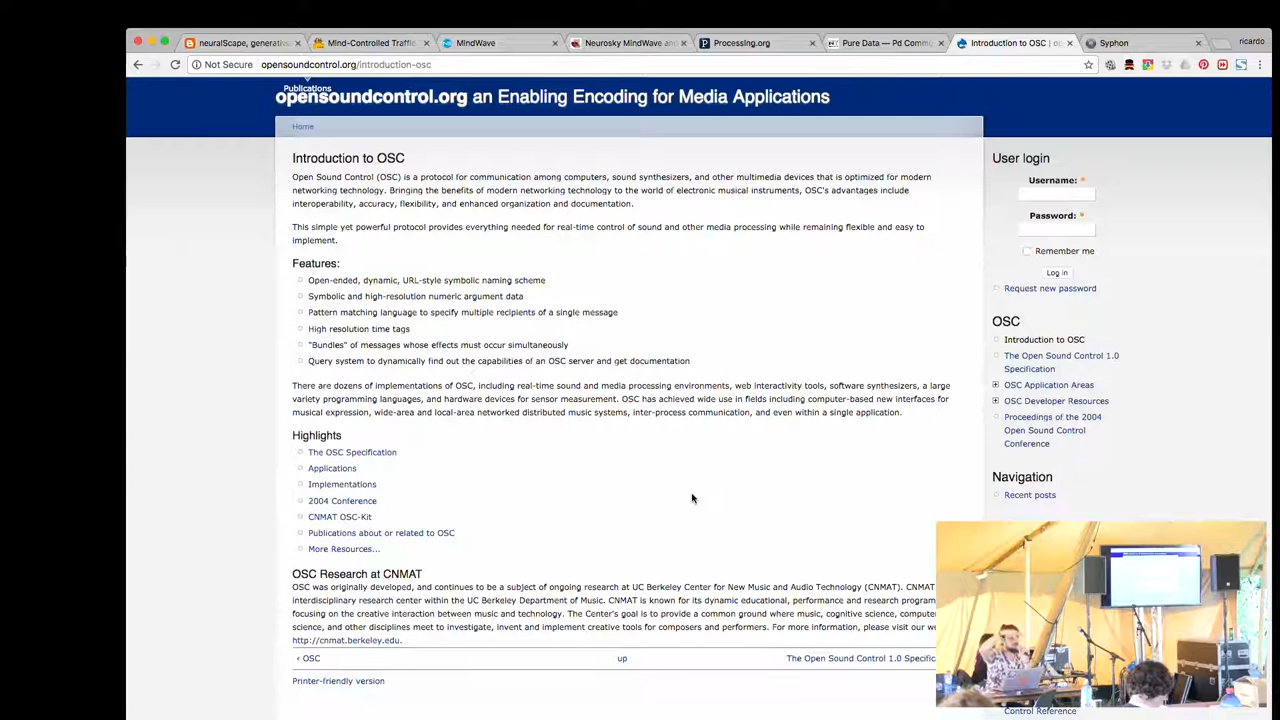 neuralScape, generativ
Mind-Controlled Traffic
MindWave
Neurosky MindWave an
Processing.org
Pure Data — Pd Commu
Introduction to OSC | op
Syphon
ricardo
Not Secure
opensoundcontrol.org/introduction-osc
Publications
opensoundcontrol.org an Enabling Encoding for Media Applications
Home
Introduction to OSC
Open Sound Control (OSC) is a protocol for communication among computers, sound synthesizers, and other multimedia devices that is optimized for modern
networking technology. Bringing the benefits of modern networking technology to the world of electronic musical instruments, OSC's advantages include
interoperability, accuracy, flexibility, and enhanced organization and documentation.
This simple yet powerful protocol provides everything needed for real-time control of sound and other media processing while remaining flexible and easy to
implement.
Features:
Open-ended, dynamic, URL-style symbolic naming scheme
Symbolic and high-resolution numeric argument data
Pattern matching language to specify multiple recipients of a single message
High resolution time tags
"Bundles" of messages whose effects must occur simultaneously
Query system to dynamically find out the capabilities of an OSC server and get documentation
There are dozens of implementations of OSC, including real-time sound and media processing environments, web interactivity tools, software synthesizers, a large
variety programming languages, and hardware devices for sensor measurement. OSC has achieved wide use in fields including computer-based new interfaces for
musical expression, wide-area and local-area networked distributed music systems, inter-process communication, and even within a single application.
Highlights
The OSC Specification
Applications
Implementations
2004 Conference
CNMAT OSC-Kit
Publications about or related to OSC
More Resources...
OSC Research at CNMAT
OSC was originally developed, and continues to be a subject of ongoing research at UC Berkeley Center for New Music and Audio Technology (CNMAT). CNMAT
interdisciplinary research center within the UC Berkeley Department of Music. CNMAT is known for its dynamic educational, performance and research program
focusing on the creative interaction between music and technology. The Center's goal is to provide a common ground where music, cognitive science, compute
science, and other disciplines meet to investigate, invent and implement creative tools for composers and performers. For more information, please visit our we
http://cnmat.berkeley.edu.
‹ OSC
up
The Open Sound Control 1.0 Specific
Printer-friendly version
User login
Username: *
Password: *
Remember me
Log in
Request new password
OSC
Introduction to OSC
The Open Sound Control 1.0
Specification
OSC Application Areas
OSC Developer Resources
Proceedings of the 2004
Open Sound Control
Conference
Navigation
Recent posts
Control Reference